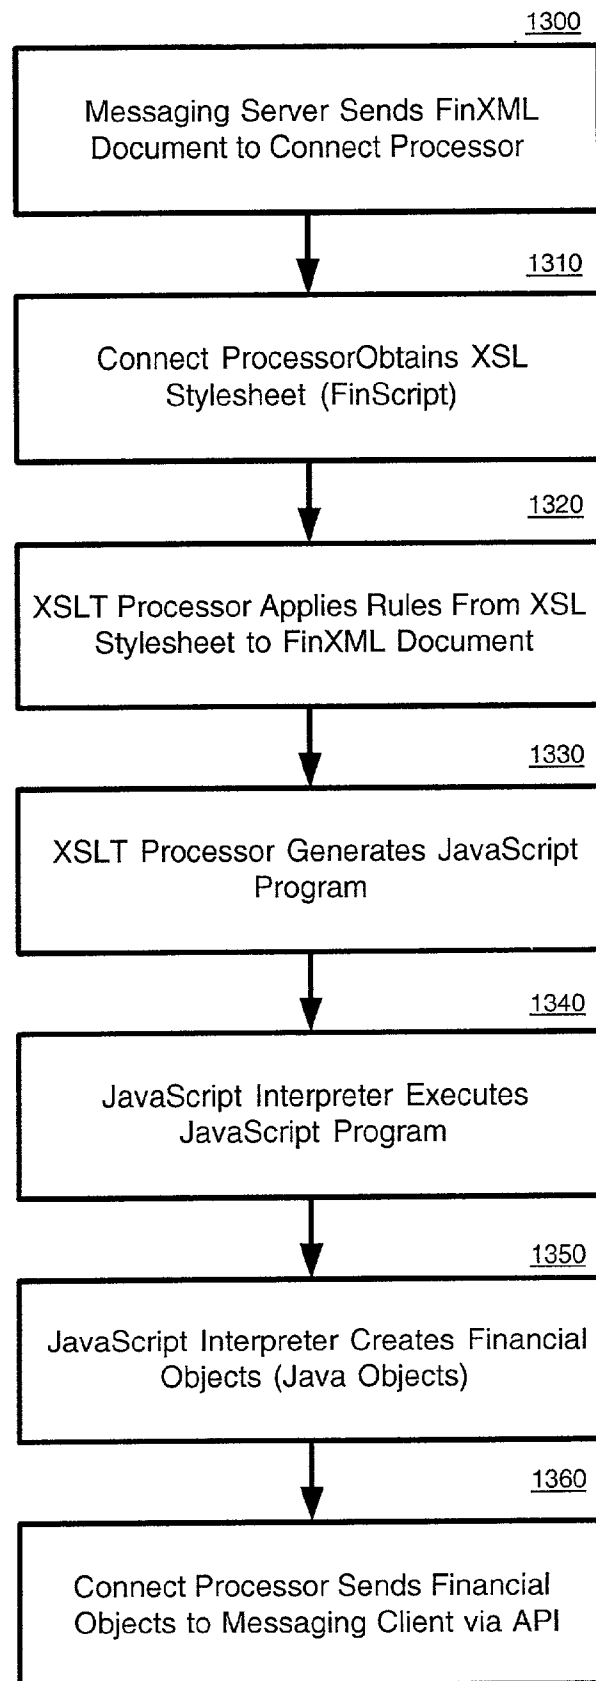 1300
Messaging Server Sends FinXML
Document to Connect Processor
1310
Connect ProcessorObtains XSL
Stylesheet (FinScript)
1320
XSLT Processor Applies Rules From XSL
Stylesheet to FinXML Document
1330
XSLT Processor Generates JavaScript
Program
1340
JavaScript Interpreter Executes
JavaScript Program
1350
JavaScript Interpreter Creates Financial
Objects (Java Objects)
1360
Connect Processor Sends Financial
Objects to Messaging Client via API